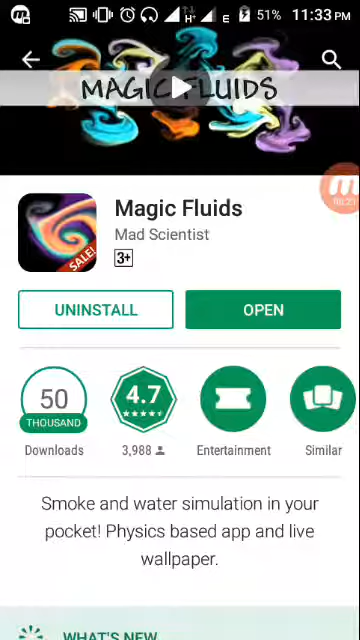 H+ E 51% 11:33 PM
MAGIC FLUIDS
00:21
Magic Fluids
Mad Scientist
SALE!
3+
UNINSTALL
OPEN
50
THOUSAND
4.7
Downloads
3,988
Entertainment
Similar
Smoke and water simulation in your
pocket! Physics based app and live
wallpaper.
WHAT'S NEW